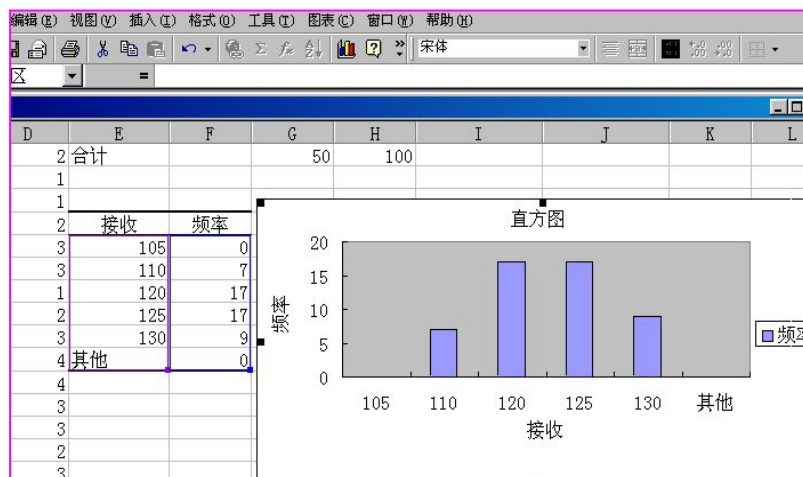 编辑(E) 视图(V) 插入(I) 格式(O) 工具(T) 图表(C) 窗口(W) 帮助(H)
宋体
区 =
D E F G H I J K L
2 合计 50 100
1
1
2 接收 频率
3 105 0
3 110 7
1 120 17
2 125 17
3 130 9
4 其他 0
4
3
3
2
3
直方图
频率
20
15
10
5
0
105 110 120 125 130 其他
接收
频率